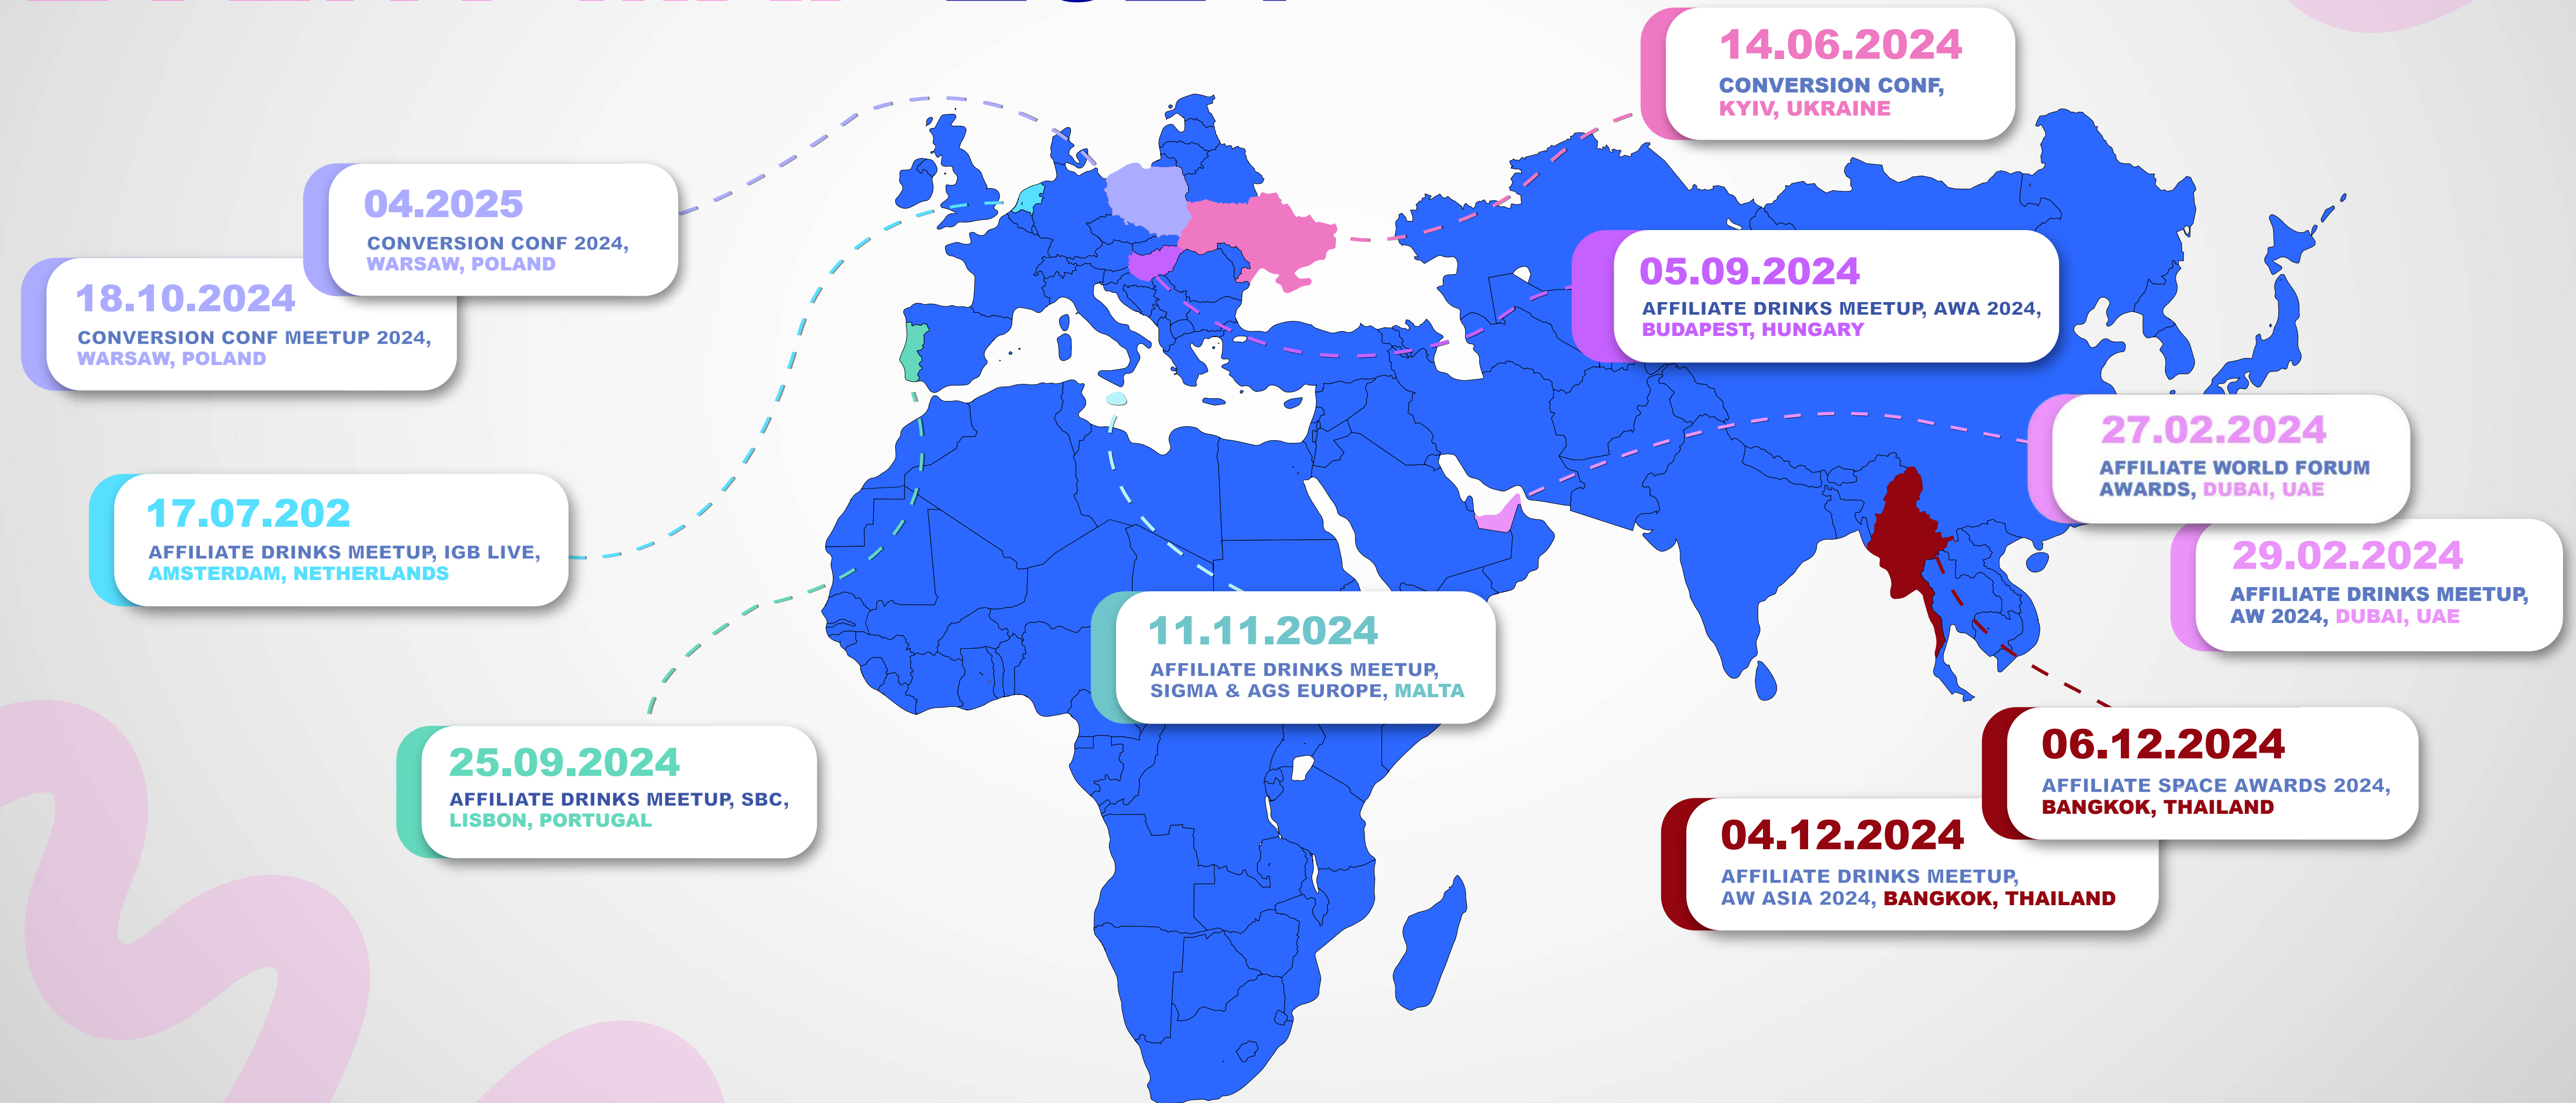 14.06.2024
CONVERSION CONF,
KYIV, UKRAINE
04.2025
CONVERSION CONF 2024,
WARSAW, POLAND
18.10.2024
CONVERSION CONF MEETUP 2024,
WARSAW, POLAND
05.09.2024
AFFILIATE DRINKS MEETUP, AWA 2024,
BUDAPEST, HUNGARY
27.02.2024
AFFILIATE WORLD FORUM
AWARDS, DUBAI, UAE
17.07.202
AFFILIATE DRINKS MEETUP, IGB LIVE,
AMSTERDAM, NETHERLANDS
29.02.2024
AFFILIATE DRINKS MEETUP,
AW 2024, DUBAI, UAE
11.11.2024
AFFILIATE DRINKS MEETUP,
SIGMA & AGS EUROPE, MALTA
25.09.2024
AFFILIATE DRINKS MEETUP, SBC,
LISBON, PORTUGAL
06.12.2024
AFFILIATE SPACE AWARDS 2024,
BANGKOK, THAILAND
04.12.2024
AFFILIATE DRINKS MEETUP,
AW ASIA 2024, BANGKOK, THAILAND